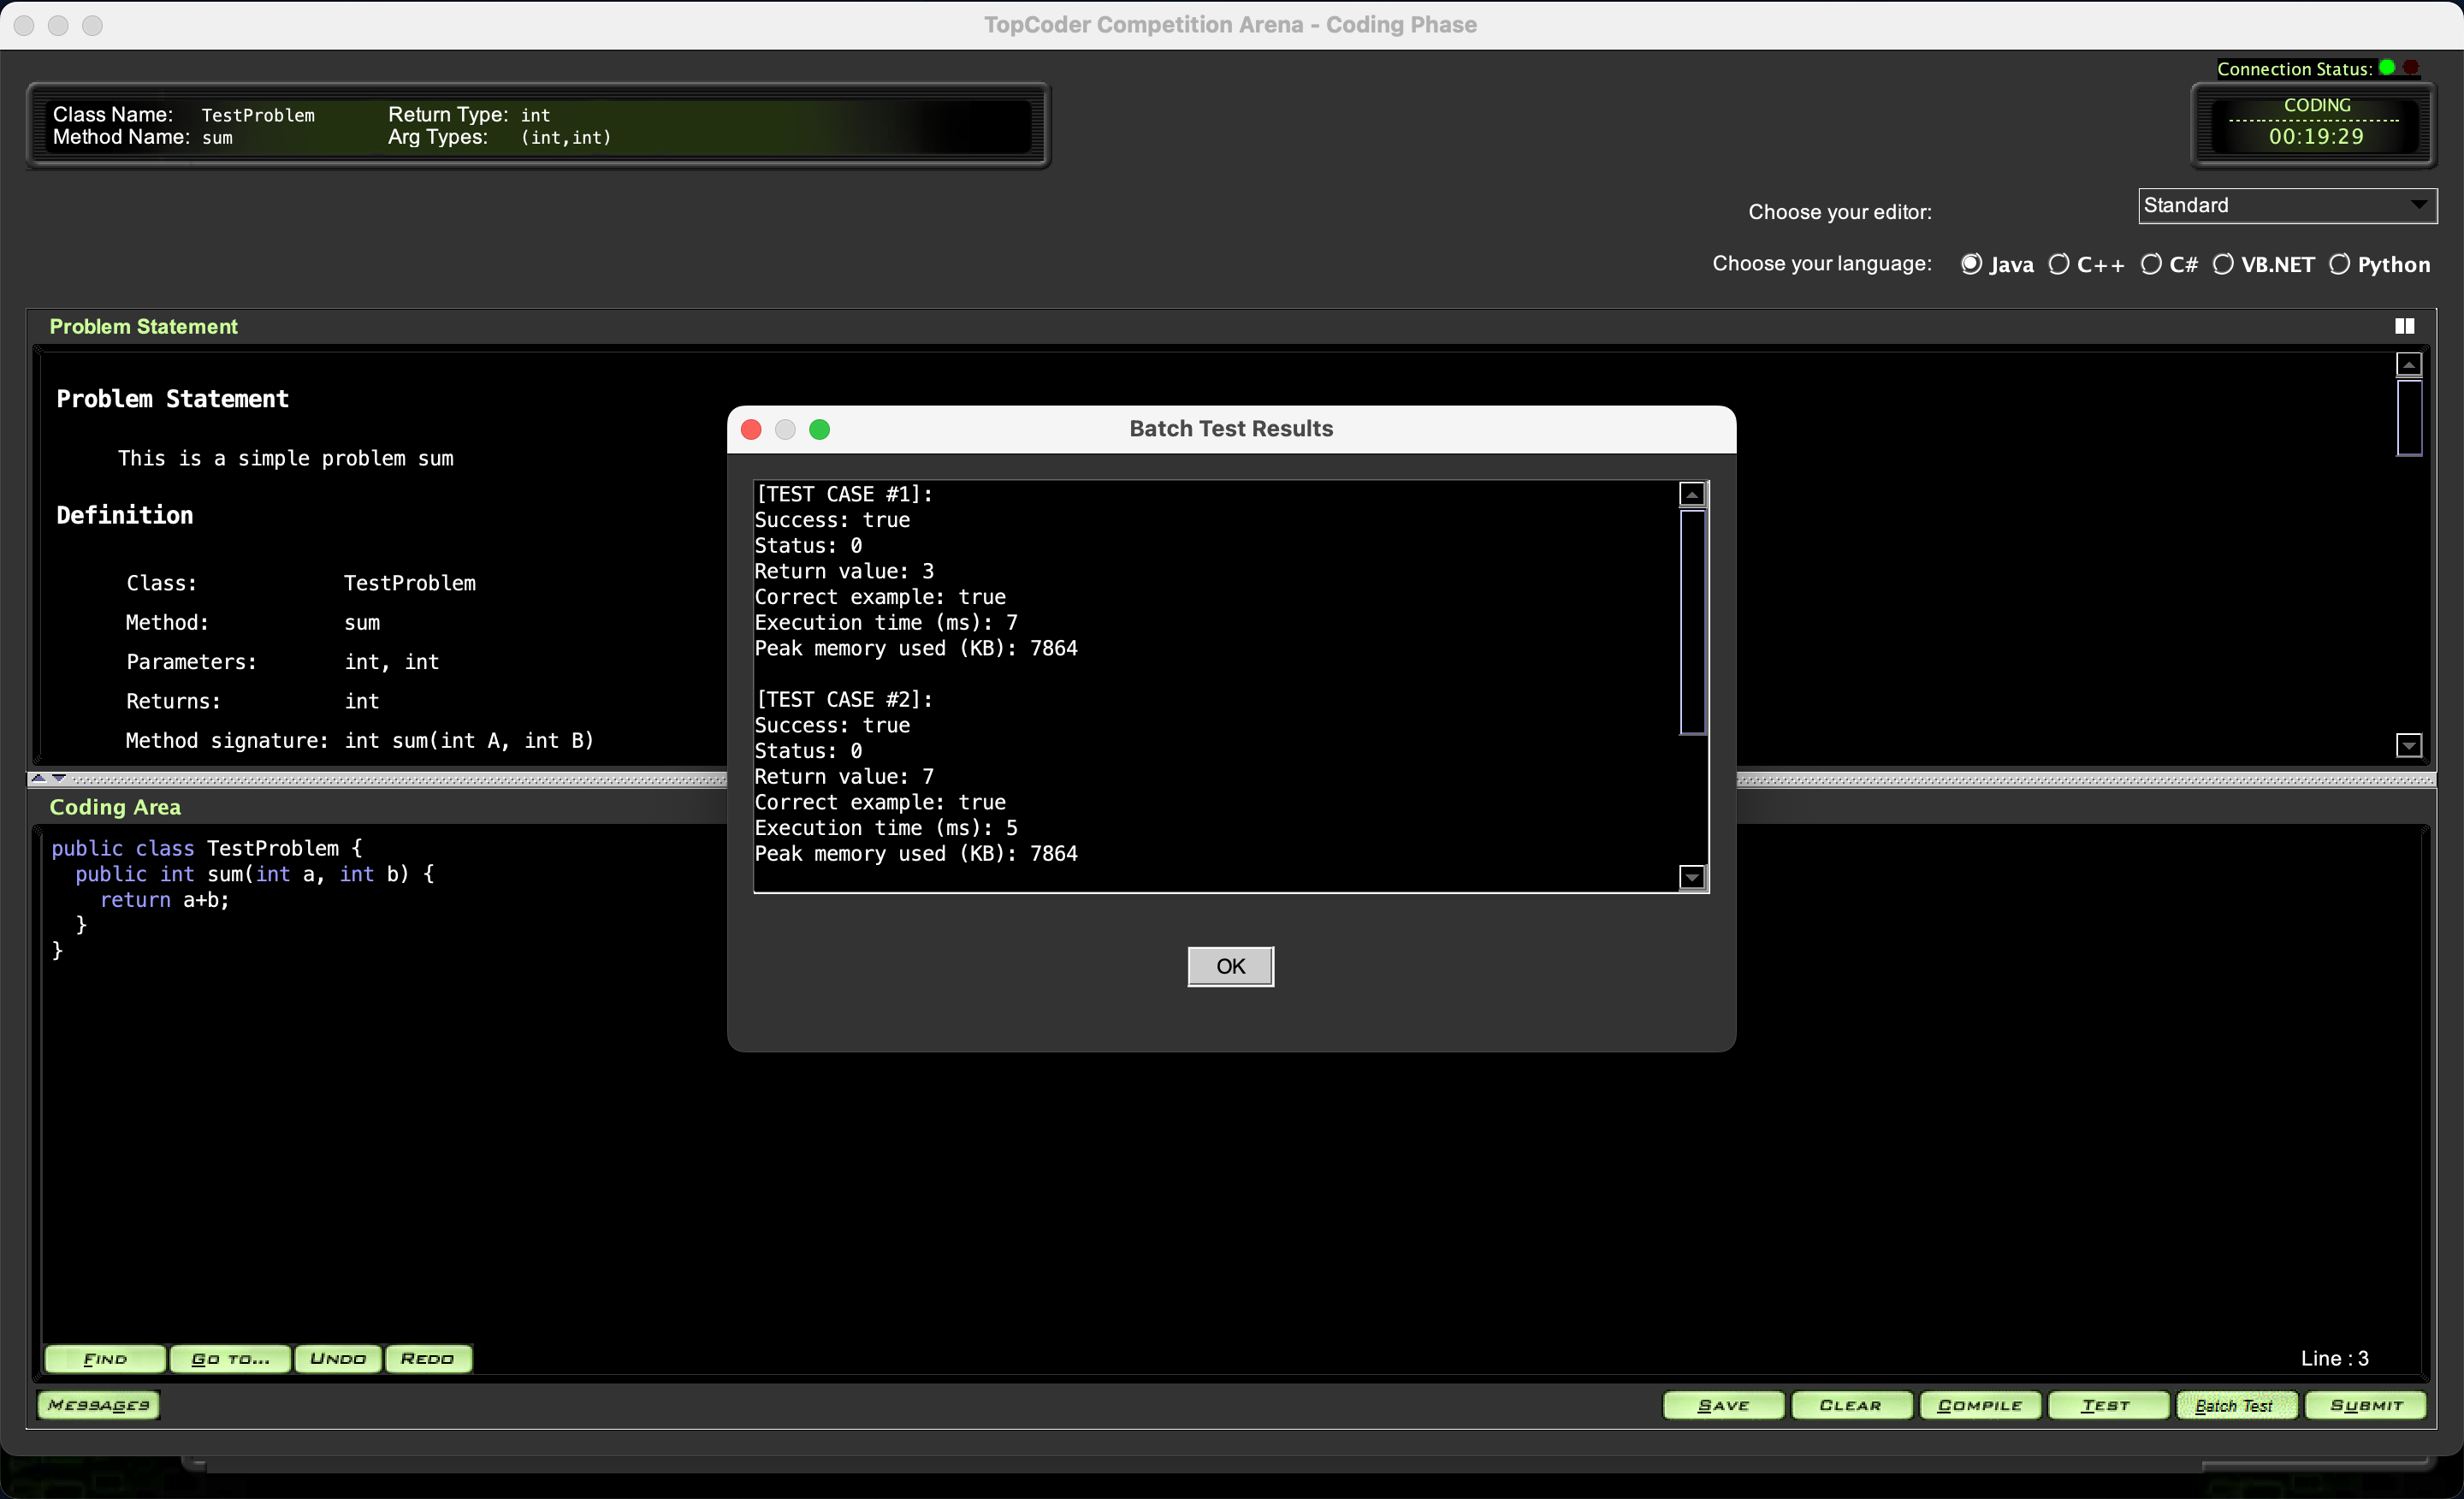 TopCoder Competition Arena - Coding Phase
Connection Status:
Class Name: TestProblem Return Type: int
Method Name: sum Arg Types: (int,int)
CODING
00:19:29
Choose your editor: Standard
Choose your language: Java C++ C# VB.NET Python
Problem Statement
Problem Statement
This is a simple problem sum
Definition
Class: TestProblem
Method: sum
Parameters: int, int
Returns: int
Method signature: int sum(int A, int B)
Batch Test Results
[TEST CASE #1]:
Success: true
Status: 0
Return value: 3
Correct example: true
Execution time (ms): 7
Peak memory used (KB): 7864
[TEST CASE #2]:
Success: true
Status: 0
Return value: 7
Correct example: true
Execution time (ms): 5
Peak memory used (KB): 7864
OK
Coding Area
public class TestProblem {
public int sum(int a, int b) {
return a+b;
}
}
FIND GO TO... UNDO REDO
Line : 3
MESSAGES SAVE CLEAR COMPILE TEST Batch Test SUBMIT